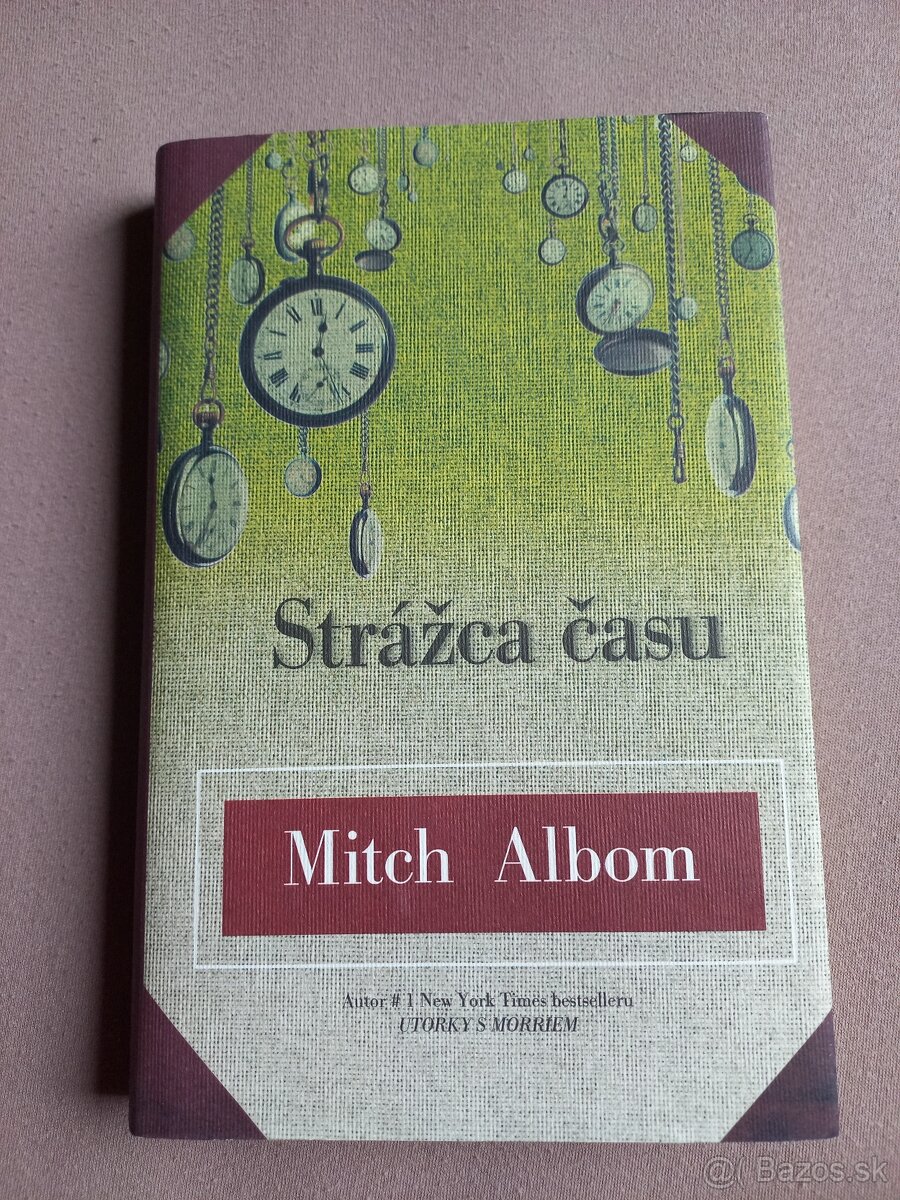 Strážca času
Mitch Albom
Autor # 1 New York Times bestselleru
UTORKY S MORRIEM
@( Bazos.sk